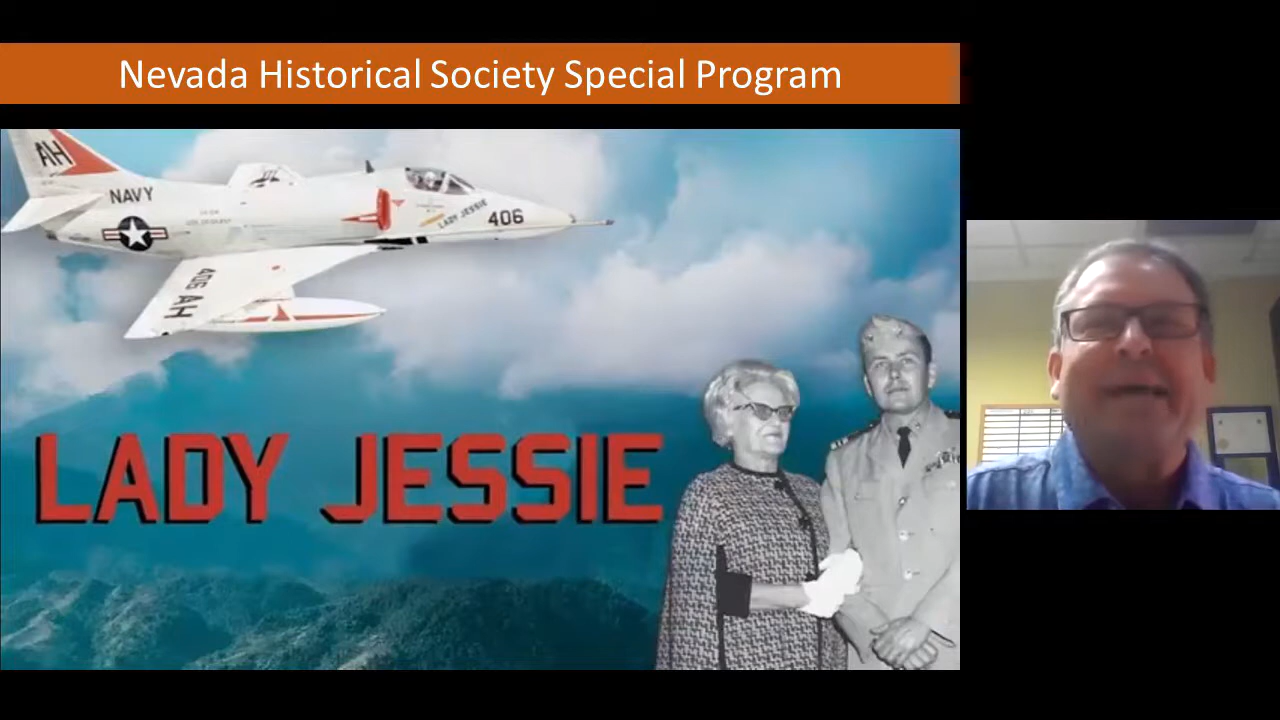 Nevada Historical Society Special Program
AH
NAVY
LADY JESSIE
406
406 AH
LADY JESSIE